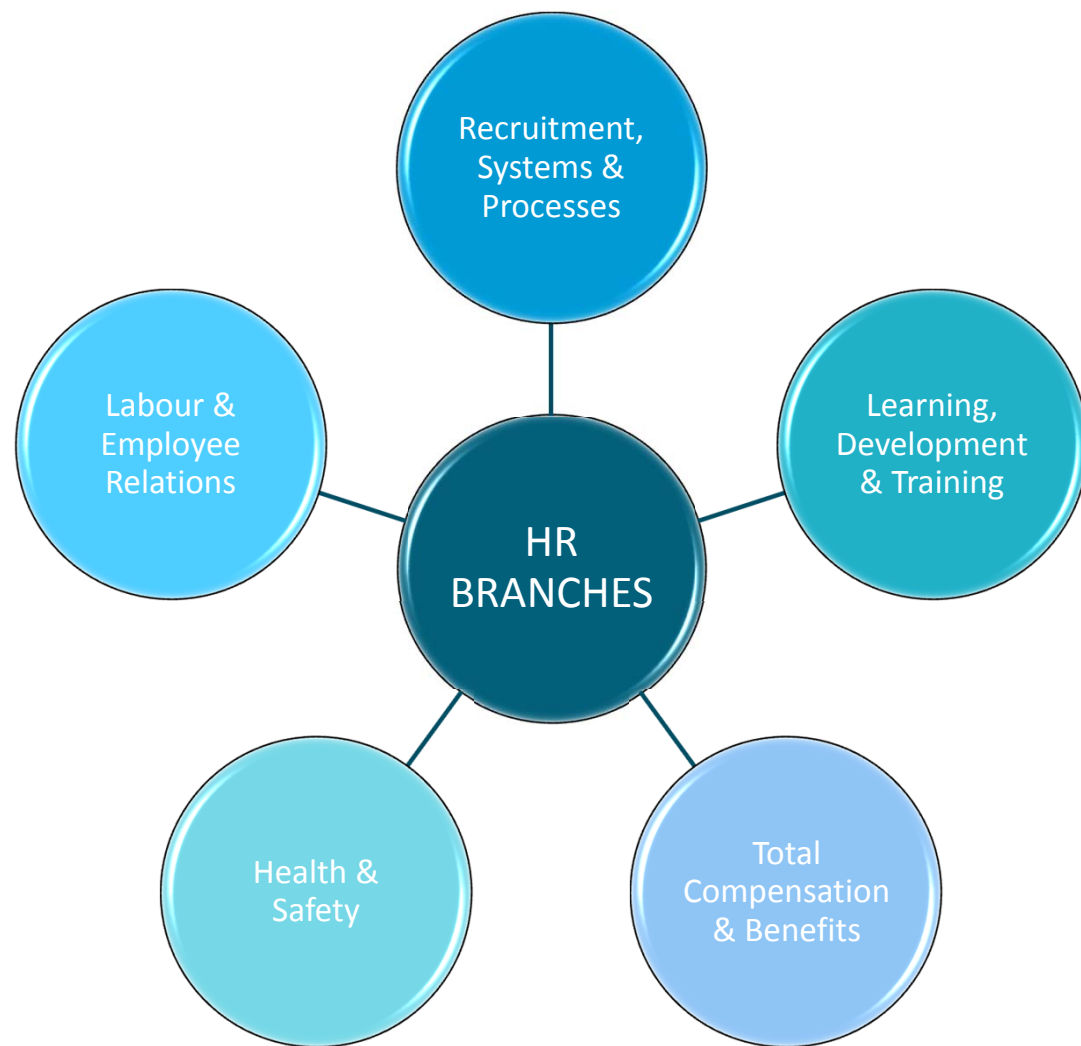 Recruitment,
Systems &
Processes
Learning,
Development
& Training
Total
Compensation
& Benefits
Health &
Safety
Labour &
Employee
Relations
HR
BRANCHES